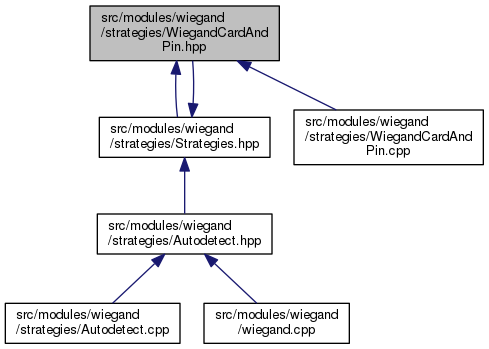 src/modules/wiegand
/strategies/WiegandCardAnd
Pin.hpp
src/modules/wiegand
/strategies/Strategies.hpp
src/modules/wiegand
/strategies/WiegandCardAnd
Pin.cpp
src/modules/wiegand
/strategies/Autodetect.hpp
src/modules/wiegand
/strategies/Autodetect.cpp
src/modules/wiegand
/wiegand.cpp